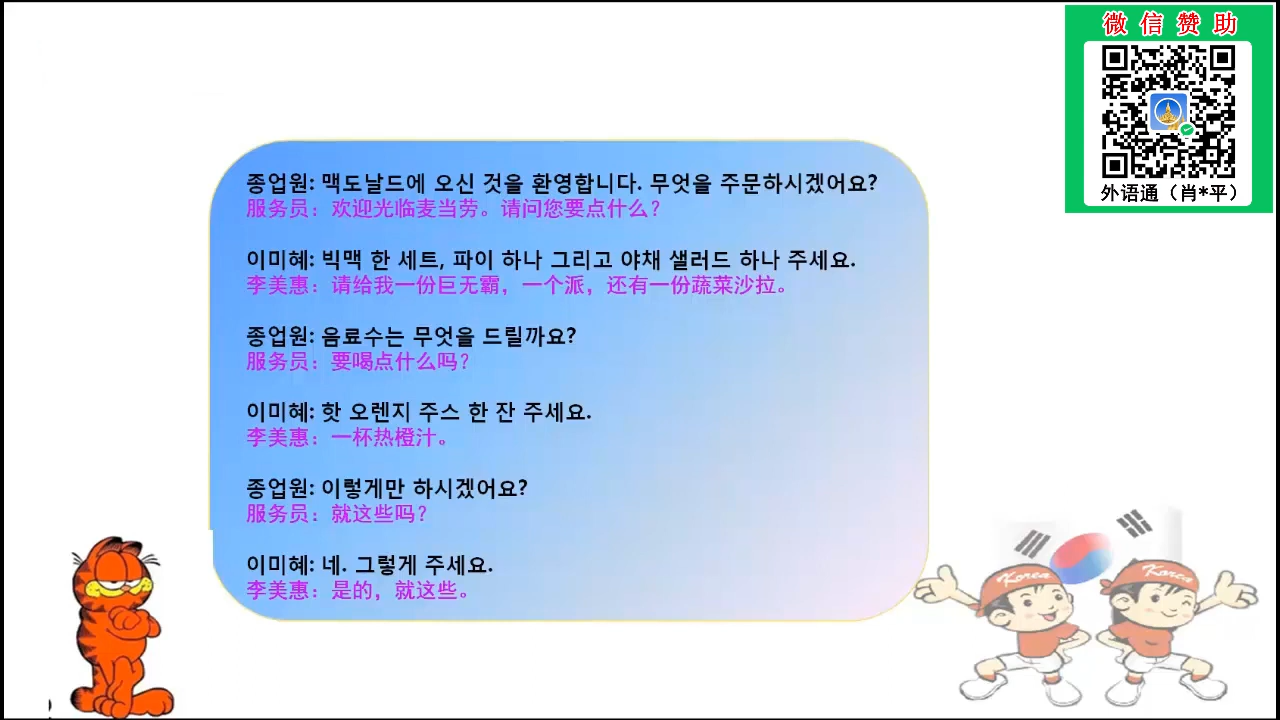 微信赞助
外语通（肖*平）
종업원: 맥도날드에 오신 것을 환영합니다. 무엇을 주문하시겠어요?
服务员：欢迎光临麦当劳。请问您要点什么？
이미혜: 빅맥 한 세트, 파이 하나 그리고 야채 샐러드 하나 주세요.
李美惠：请给我一份巨无霸，一个派，还有一份蔬菜沙拉。
종업원: 음료수는 무엇을 드릴까요?
服务员：要喝点什么吗？
이미혜: 핫 오렌지 주스 한 잔 주세요.
李美惠：一杯热橙汁。
종업원: 이렇게만 하시겠어요?
服务员：就这些吗？
이미혜: 네. 그렇게 주세요.
李美惠：是的，就这些。
Korea
Korea